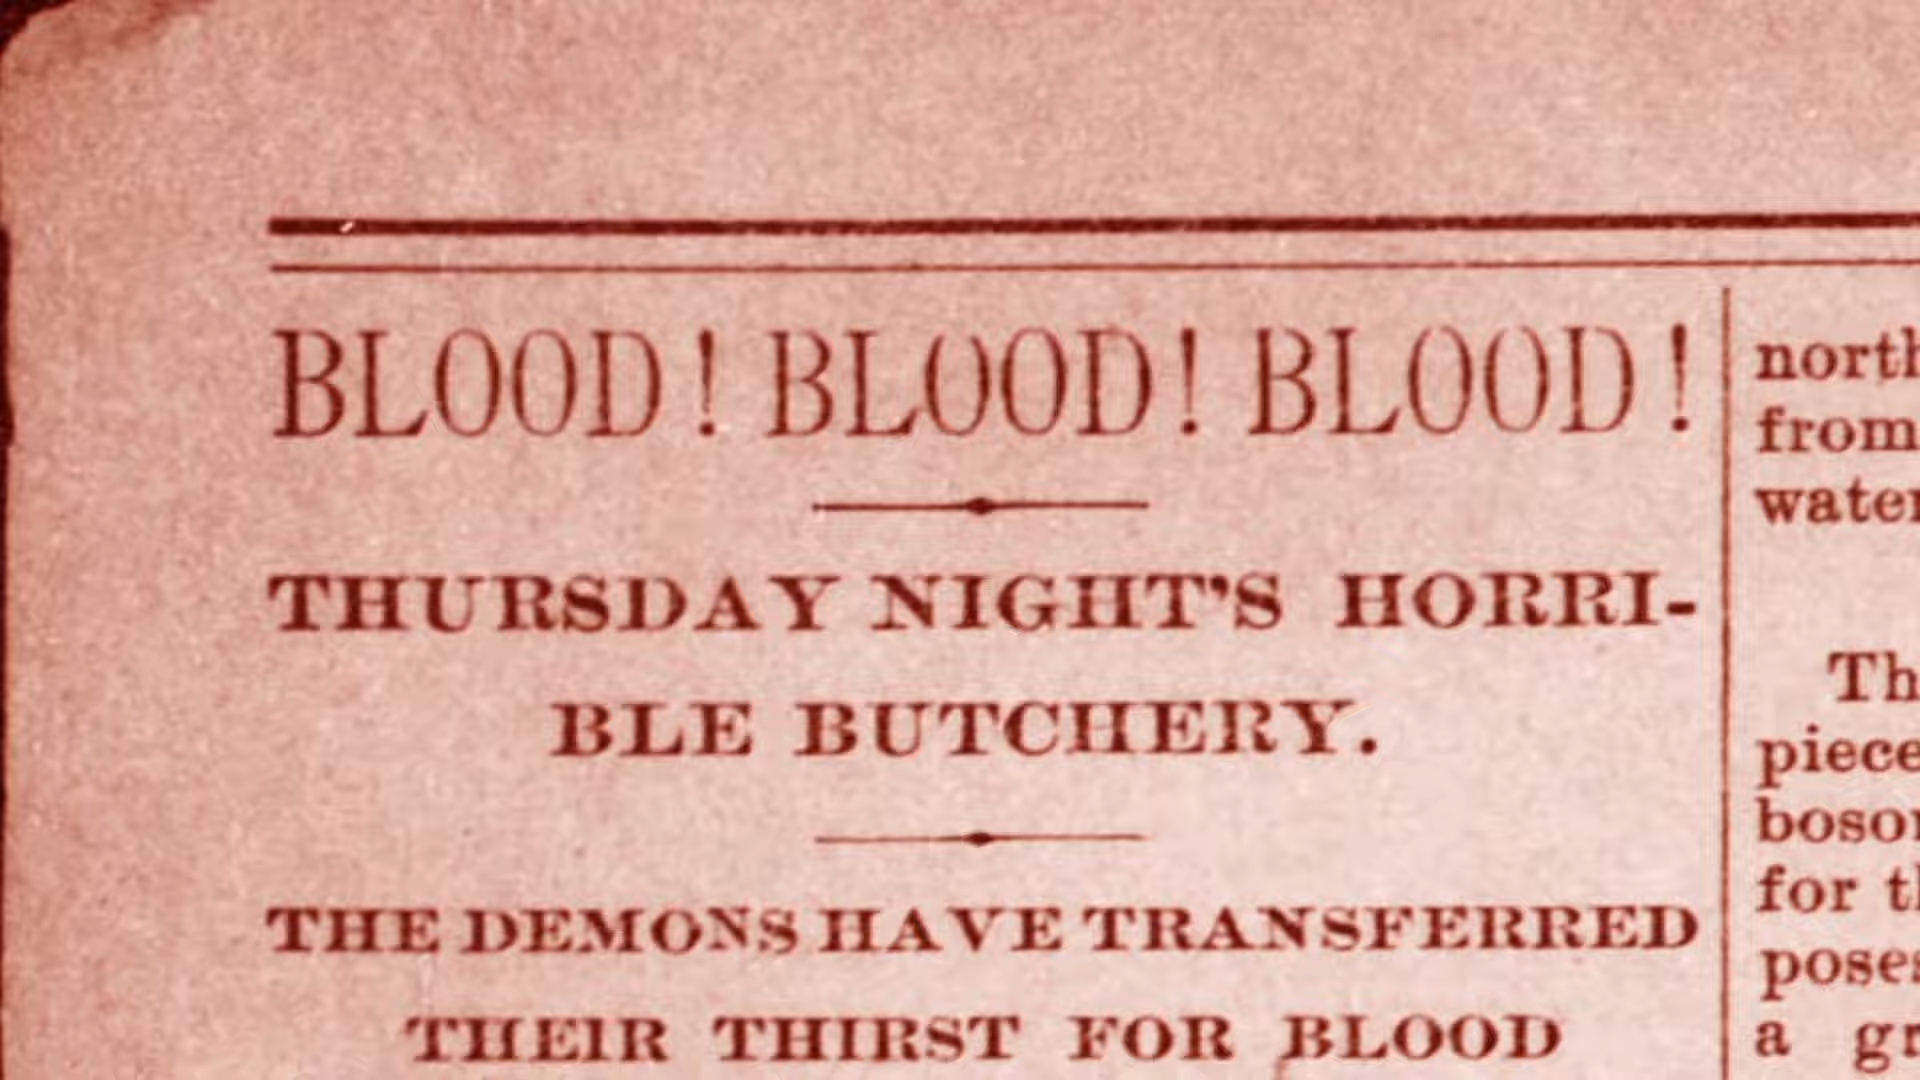 BLOOD! BLOOD! BLOOD!
THURSDAY NIGHT'S HORRI-
BLE BUTCHERY.
THE DEMONS HAVE TRANSFERRED
THEIR THIRST FOR BLOOD
north
from
water
Th
piece
boso
for t
poses
a gr